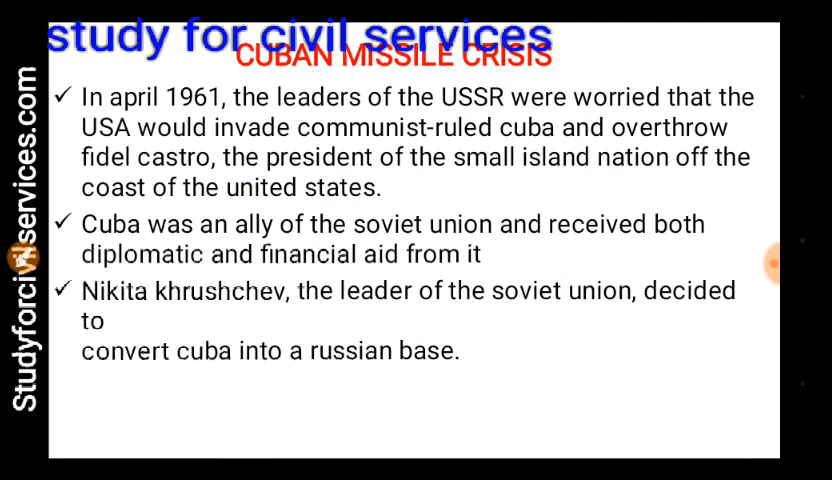 study for civil services
CUBAN MISSILE CRISIS
✓ In april 1961, the leaders of the USSR were worried that the
USA would invade communist-ruled cuba and overthrow
fidel castro, the president of the small island nation off the
coast of the united states.
✓ Cuba was an ally of the soviet union and received both
diplomatic and financial aid from it
✓ Nikita khrushchev, the leader of the soviet union, decided
to
convert cuba into a russian base.
Studyforcivilservices.com